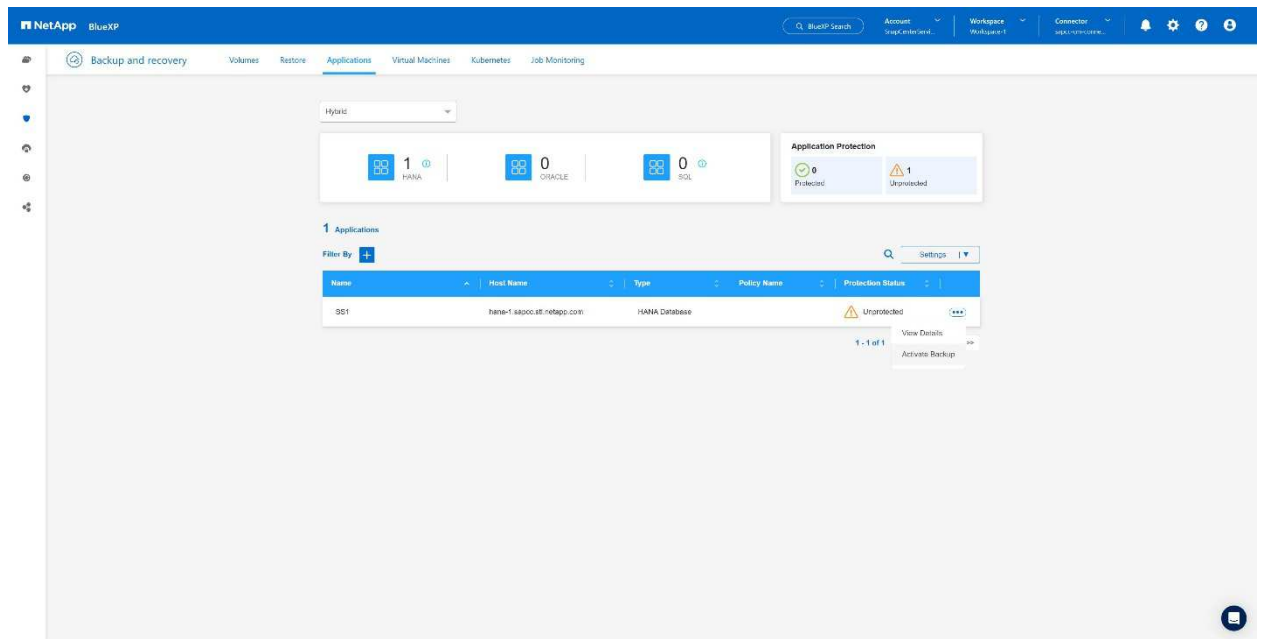 NetApp BlueXP
BlueXP Search
Account
SnapCenterServi...
Workspace
Workspace-1
Connector
Backup and recovery
Volumes
Restore
Applications
Virtual Machines
Kubernetes
Job Monitoring
Hybrid
1
HANA
0
ORACLE
0
SQL
Application Protection
0
Protected
1
Unprotected
1 Applications
Filter By
Settings
Name
Host Name
Type
Policy Name
Protection Status
SS1
hana-1.sapcc.stl.netapp.com
HANA Database
Unprotected
View Details
1 - 1 of 1
>>
Activate Backup